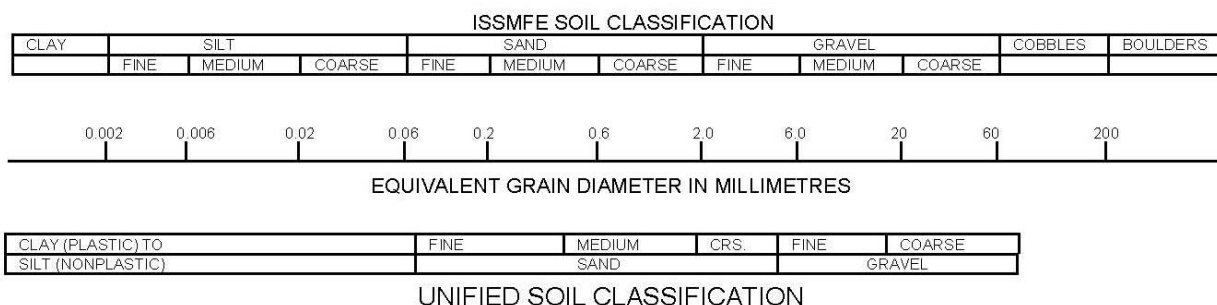 ISSMFE SOIL CLASSIFICATION
CLAY SILT SAND GRAVEL COBBLES BOULDERS
FINE MEDIUM COARSE FINE MEDIUM COARSE FINE MEDIUM COARSE
0.002 0.006 0.02 0.06 0.2 0.6 2.0 6.0 20 60 200
EQUIVALENT GRAIN DIAMETER IN MILLIMETRES
CLAY (PLASTIC) TO FINE MEDIUM CRS. FINE COARSE
SILT (NONPLASTIC) SAND GRAVEL
UNIFIED SOIL CLASSIFICATION